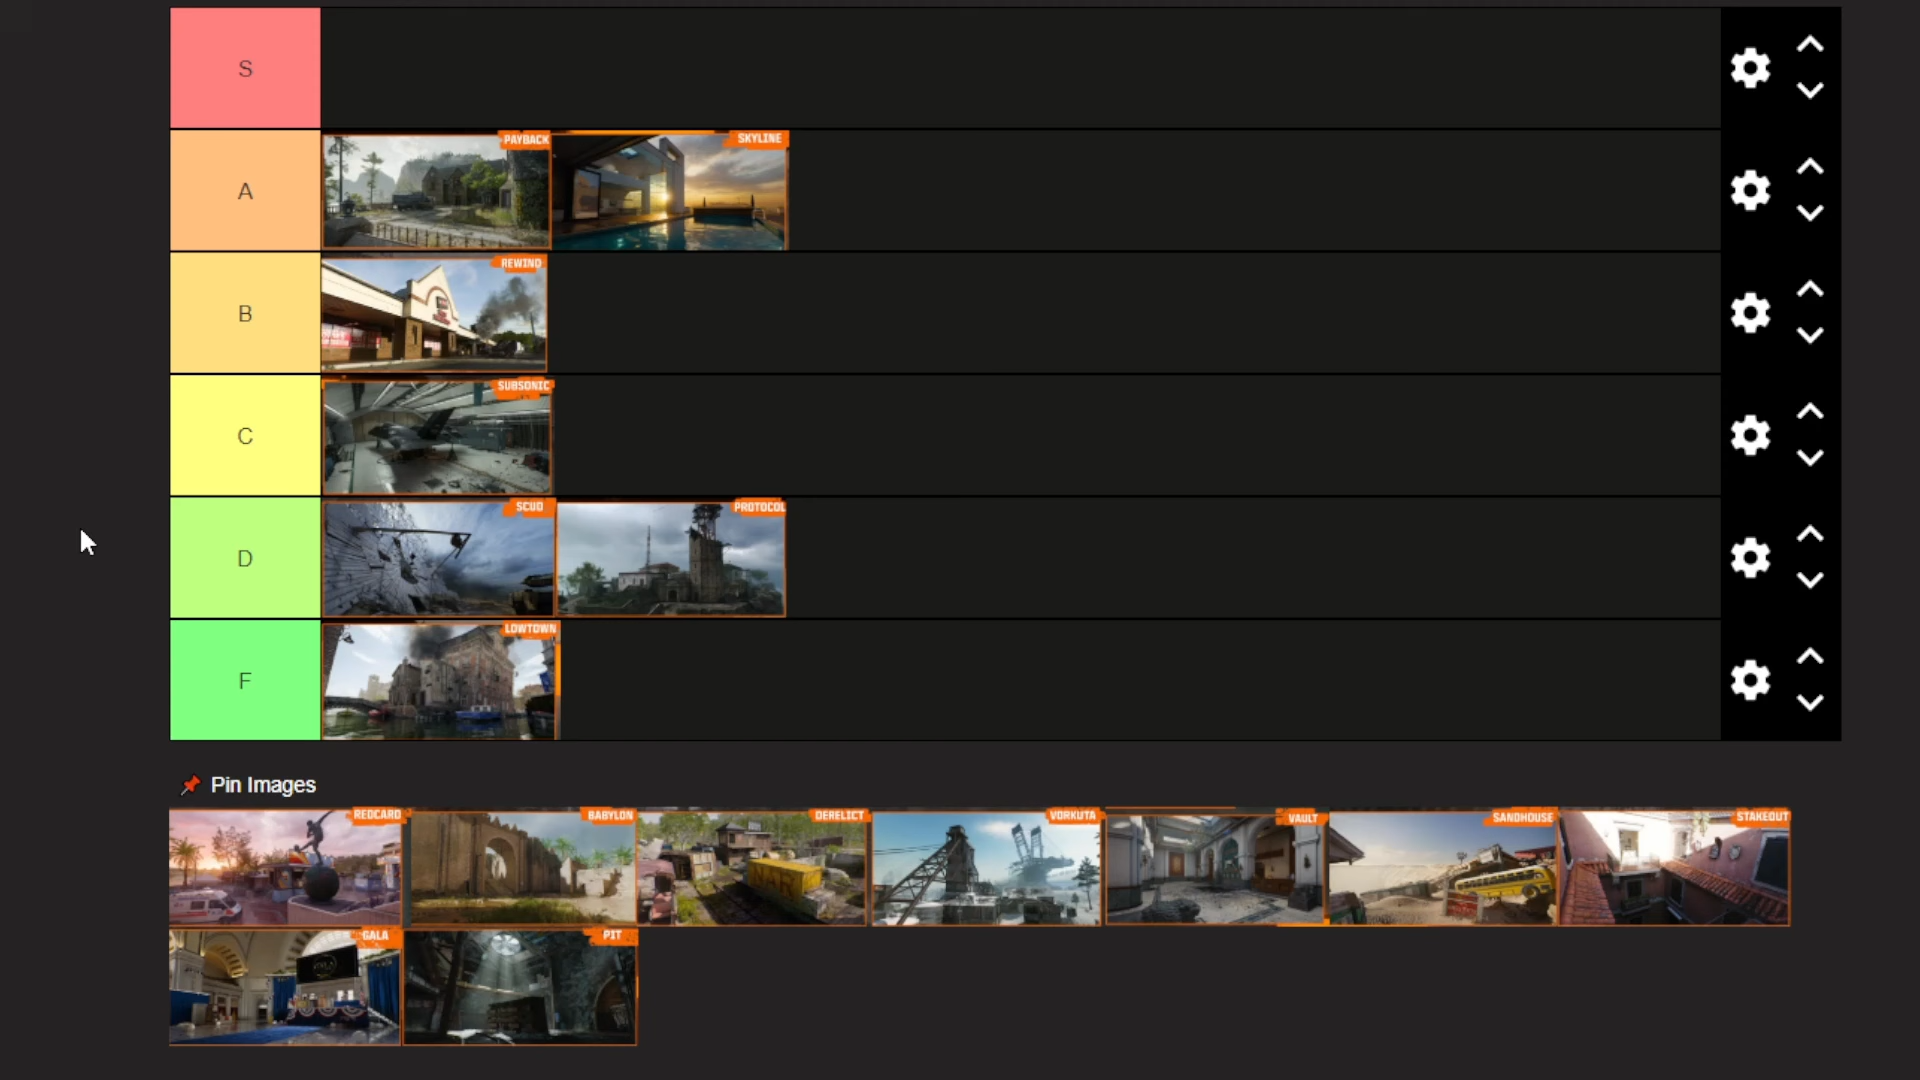 S
A
PAYBACK
SKYLINE
B
REWIND
C
SUBSONIC
D
SCUD
PROTOCOL
F
LOWTOWN
Pin Images
REDCARD
BABYLON
DERELICT
VORKUTA
VAULT
SANDHOUSE
STAKEOUT
GALA
PIT